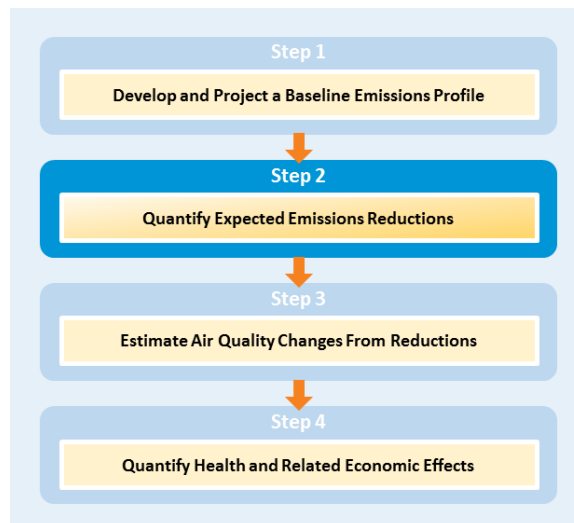 Step 1
Develop and Project a Baseline Emissions Profile
Step 2
Quantify Expected Emissions Reductions
Step 3
Estimate Air Quality Changes From Reductions
Step 4
Quantify Health and Related Economic Effects